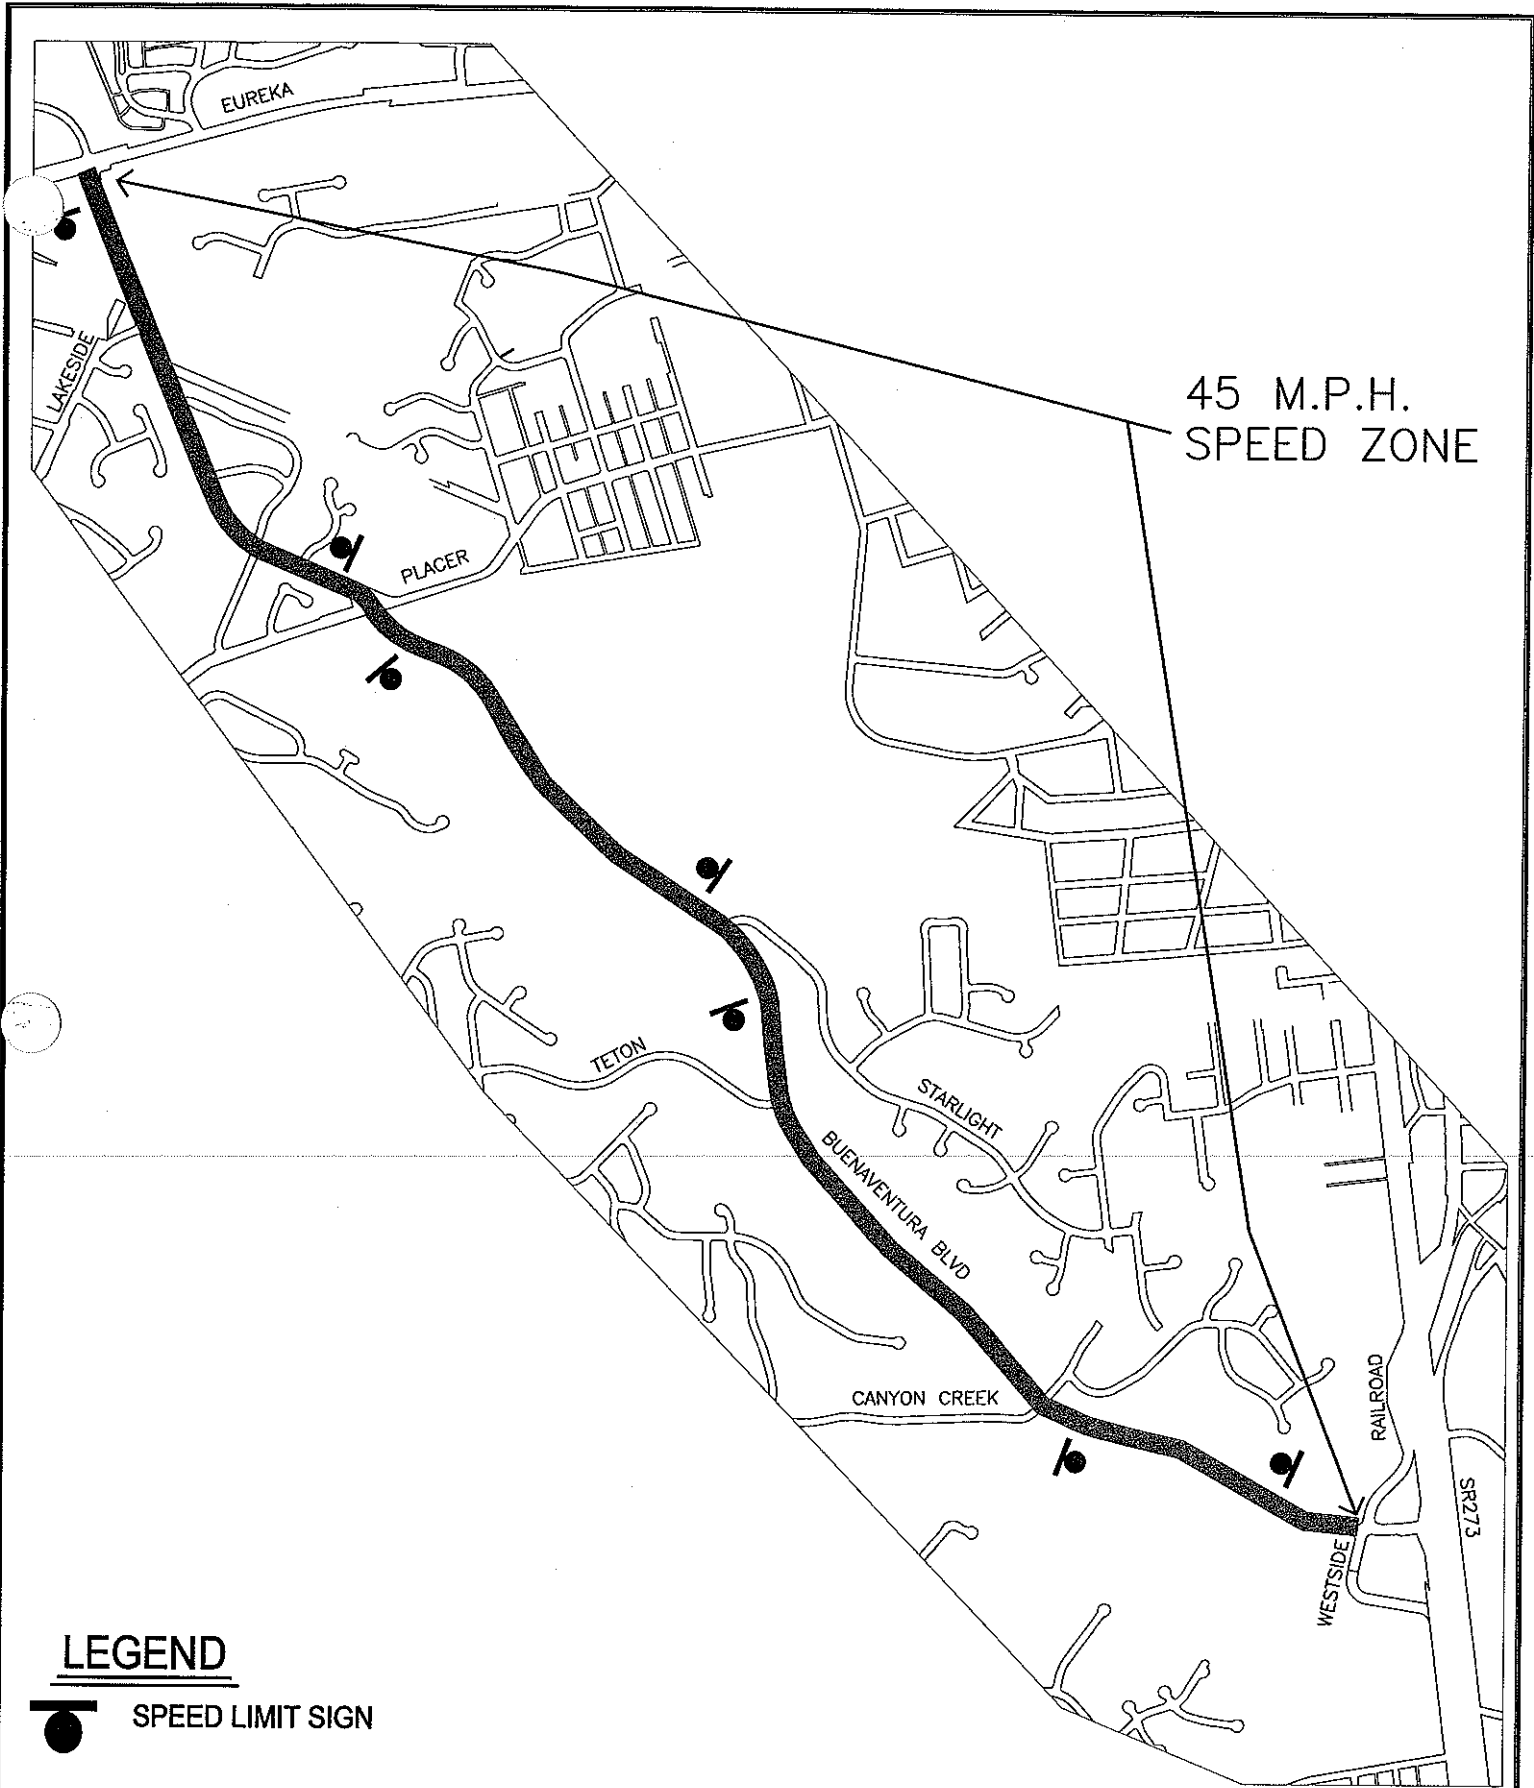 EUREKA
LAKESIDE
45 M.P.H.
SPEED ZONE
PLACER
TETON
STARLIGHT
BUENAVENTURA BLVD
CANYON CREEK
RAILROAD
SR273
WESTSIDE
LEGEND
SPEED LIMIT SIGN